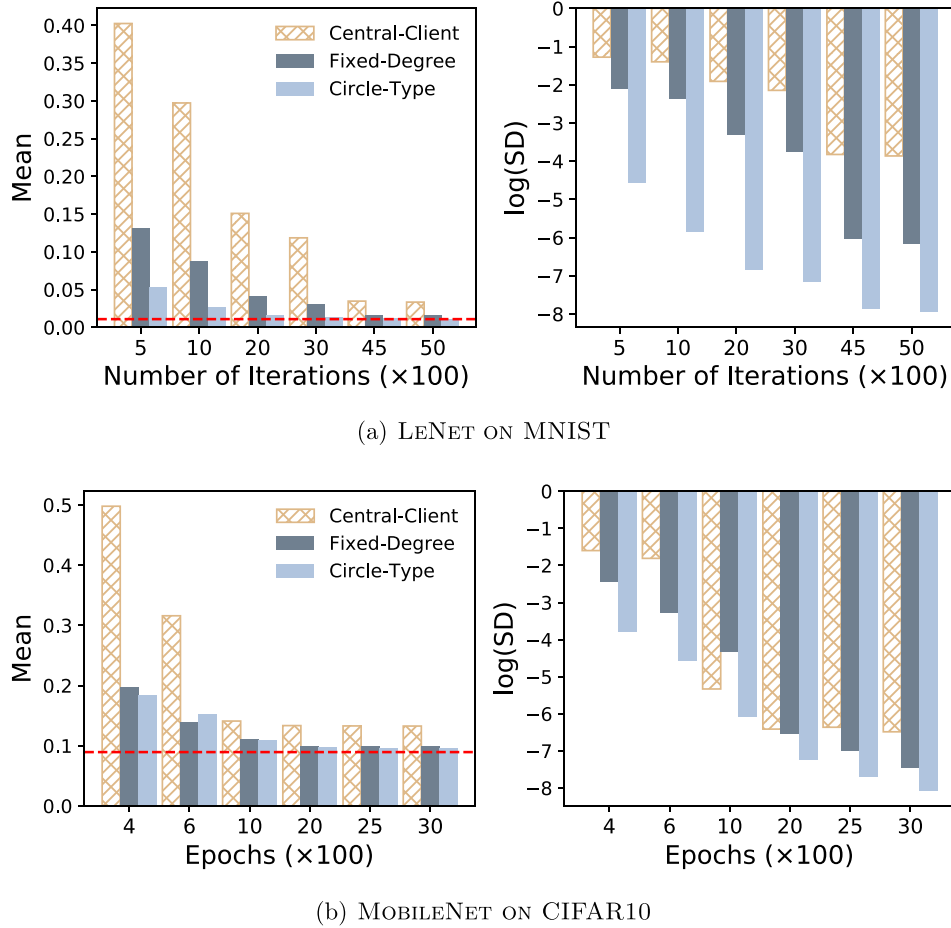 0.40
0.35
0.30
0.25
0.20
0.15
0.10
0.05
0.00
Mean
Central-Client
Fixed-Degree
Circle-Type
5 10 20 30 45 50
Number of Iterations (×100)
0
−1
−2
−3
−4
−5
−6
−7
−8
log(SD)
5 10 20 30 45 50
Number of Iterations (×100)
(a) LeNet on MNIST
0.5
0.4
0.3
0.2
0.1
0.0
Mean
Central-Client
Fixed-Degree
Circle-Type
4 6 10 20 25 30
Epochs (×100)
0
−1
−2
−3
−4
−5
−6
−7
−8
log(SD)
4 6 10 20 25 30
Epochs (×100)
(b) MobileNet on CIFAR10